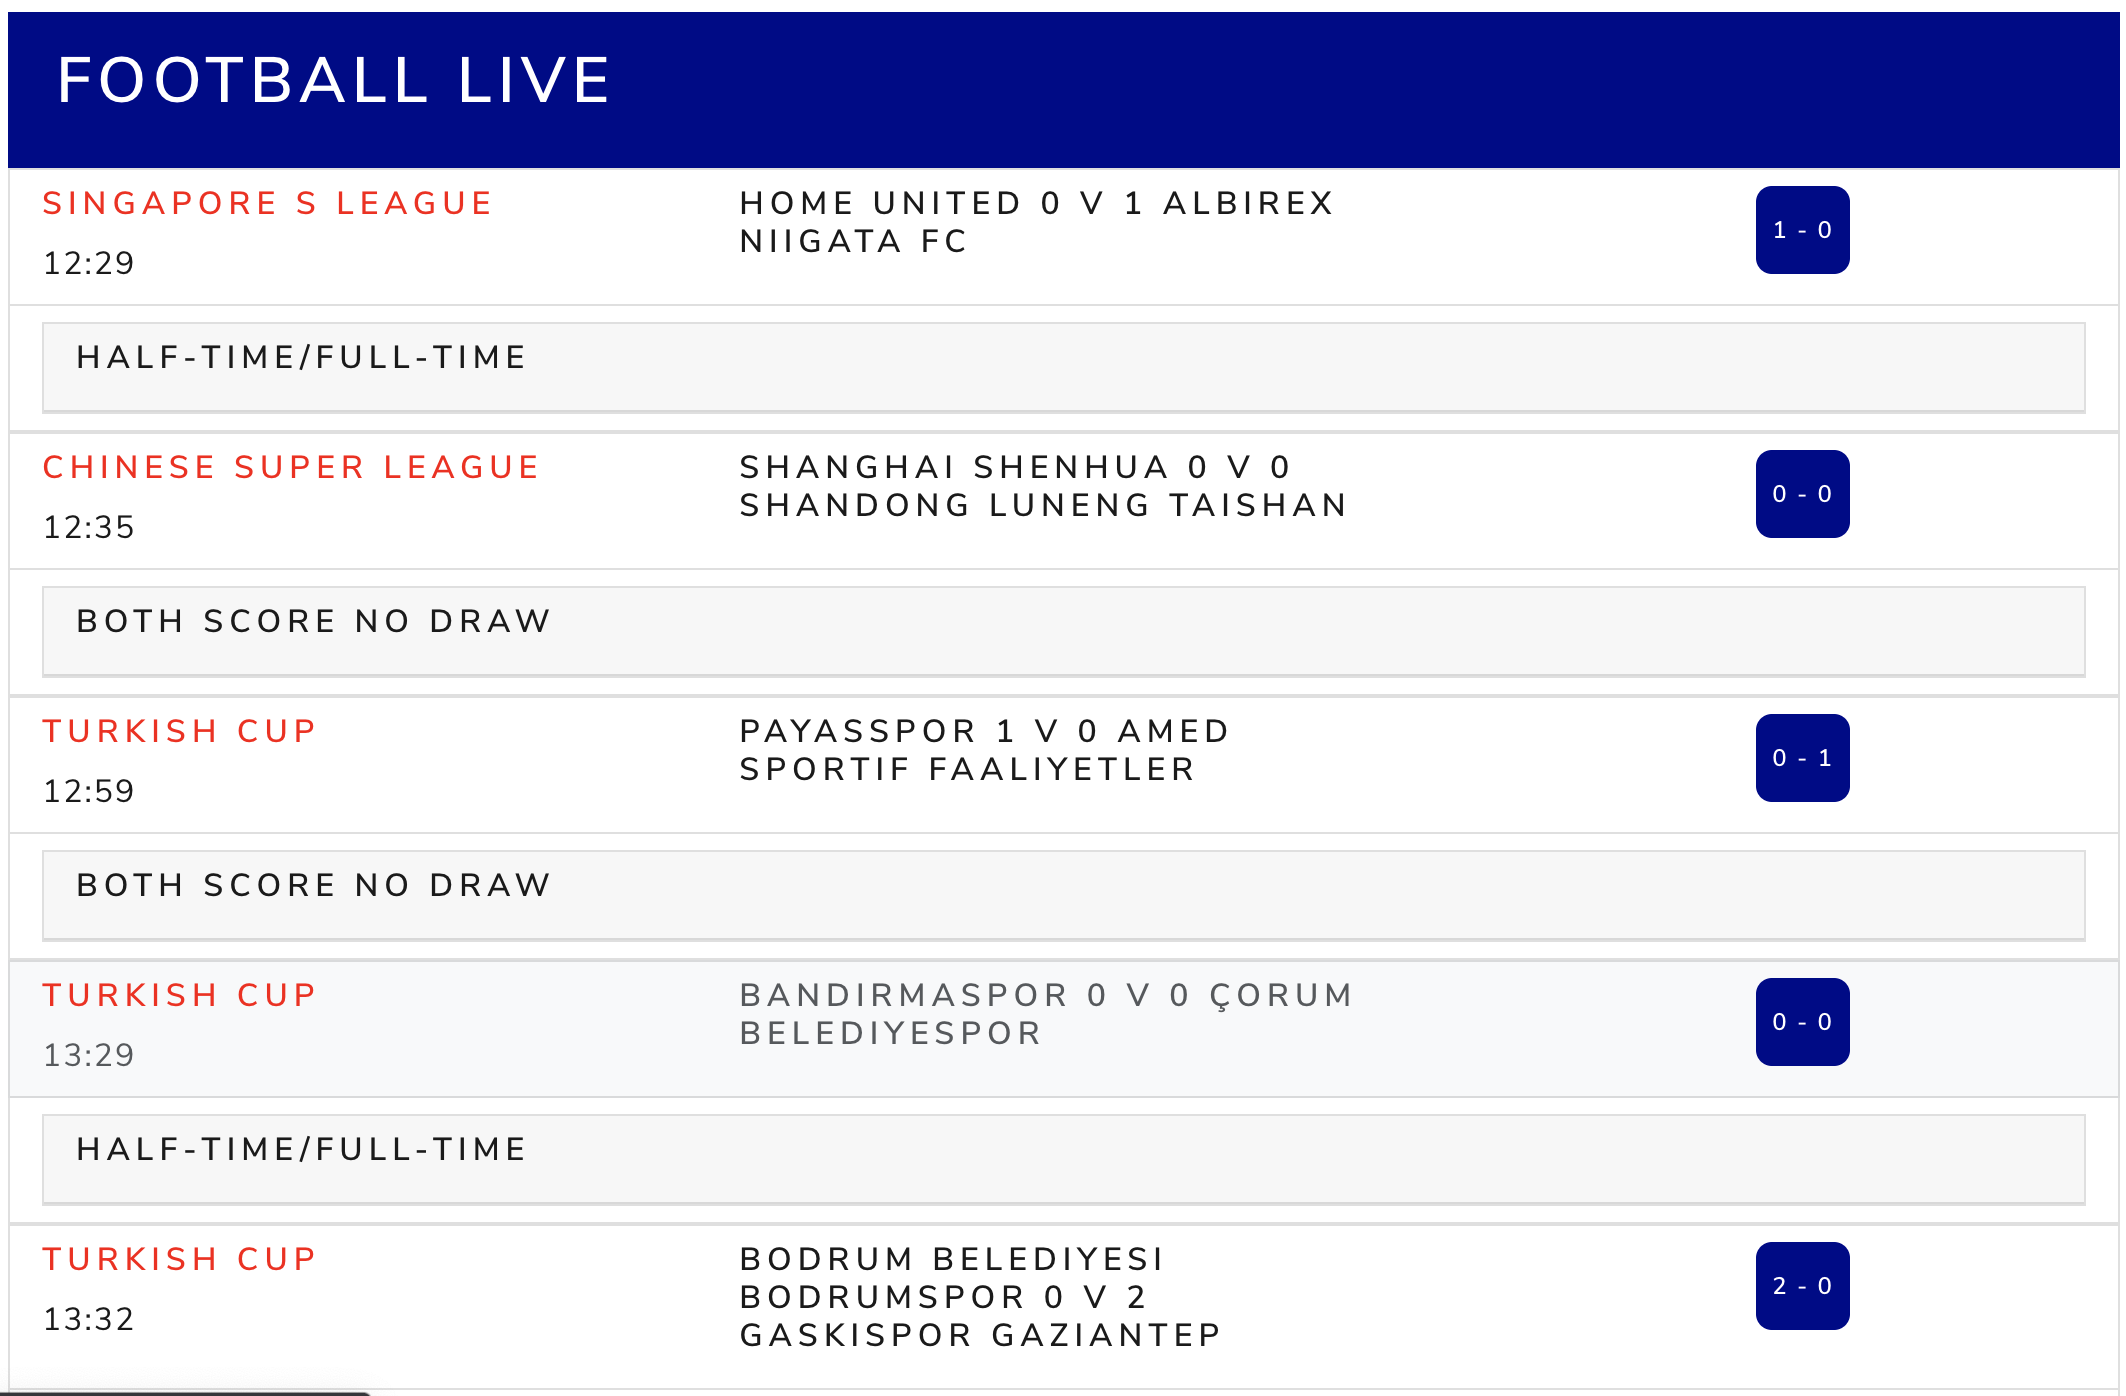 FOOTBALL LIVE
SINGAPORE S LEAGUE
12:29
HOME UNITED 0 V 1 ALBIREX
NIIGATA FC
1 - 0
HALF-TIME/FULL-TIME
CHINESE SUPER LEAGUE
12:35
SHANGHAI SHENHUA 0 V 0
SHANDONG LUNENG TAISHAN
0 - 0
BOTH SCORE NO DRAW
TURKISH CUP
12:59
PAYASSPOR 1 V 0 AMED
SPORTIF FAALIYETLER
0 - 1
BOTH SCORE NO DRAW
TURKISH CUP
13:29
BANDIRMASPOR 0 V 0 ÇORUM
BELEDIYESPOR
0 - 0
HALF-TIME/FULL-TIME
TURKISH CUP
13:32
BODRUM BELEDIYESI
BODRUMSPOR 0 V 2
GASKISPOR GAZIANTEP
2 - 0